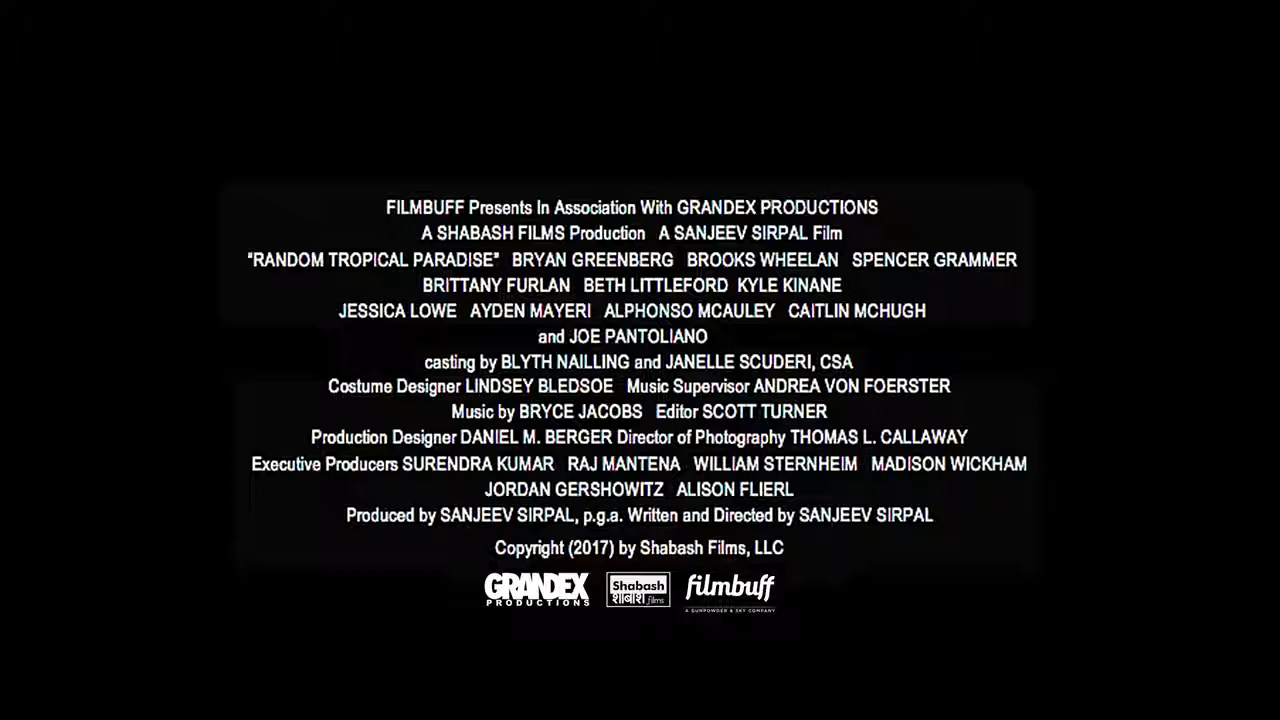 FILMBUFF Presents In Association With GRANDEX PRODUCTIONS
A SHABASH FILMS Production A SANJEEV SIRPAL Film
"RANDOM TROPICAL PARADISE" BRYAN GREENBERG BROOKS WHEELAN SPENCER GRAMMER
BRITTANY FURLAN BETH LITTLEFORD KYLE KINANE
JESSICA LOWE AYDEN MAYERI ALPHONSO MCAULEY CAITLIN MCHUGH
and JOE PANTOLIANO
casting by BLYTH NAILLING and JANELLE SCUDERI, CSA
Costume Designer LINDSEY BLEDSOE Music Supervisor ANDREA VON FOERSTER
Music by BRYCE JACOBS Editor SCOTT TURNER
Production Designer DANIEL M. BERGER Director of Photography THOMAS L. CALLAWAY
Executive Producers SURENDRA KUMAR RAJ MANTENA WILLIAM STERNHEIM MADISON WICKHAM
JORDAN GERSHOWITZ ALISON FLIERL
Produced by SANJEEV SIRPAL, p.g.a. Written and Directed by SANJEEV SIRPAL
Copyright (2017) by Shabash Films, LLC
GRANDEX
PRODUCTIONS
Shabash
शाबाश films
filmbuff
A GUNPOWDER & SKY COMPANY